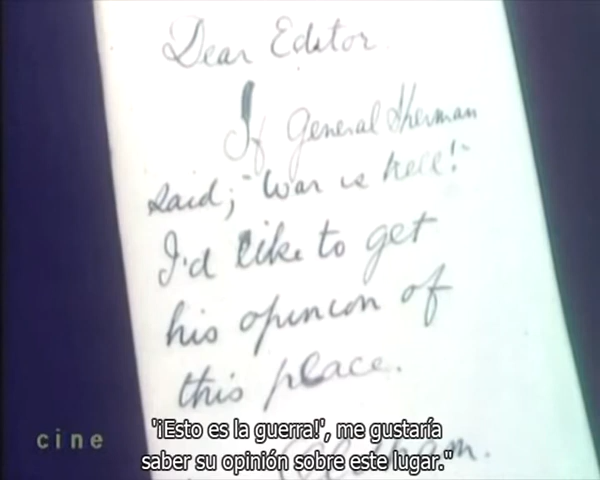 Dear Editor
If General Sherman
said; "War is hell!"
I'd like to get
his opinion of
this place.
cine
'¡Esto es la guerra!', me gustaría
saber su opinión sobre este lugar."